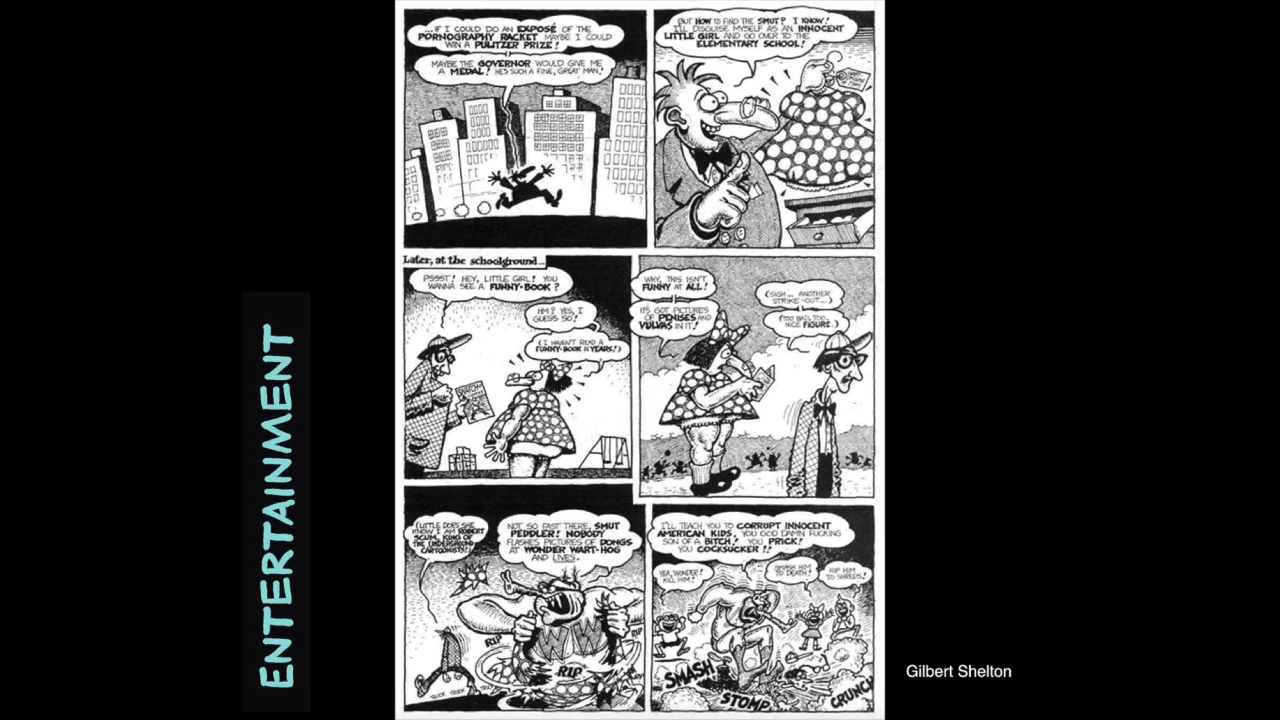 ENTERTAINMENT
...IF I COULD DO AN EXPOSÉ OF THE
PORNOGRAPHY RACKET MAYBE I COULD
WIN A PULITZER PRIZE!
MAYBE THE GOVERNOR WOULD GIVE ME
A MEDAL! HE'S SUCH A FINE, GREAT MAN!
BUT HOW TO FIND THE SMUT? I KNOW!
I'LL DISGUISE MYSELF AS AN INNOCENT
LITTLE GIRL AND GO OVER TO THE
ELEMENTARY SCHOOL!
Later, at the schoolground...
PSSST! HEY, LITTLE GIRL! YOU
WANNA SEE A FUNNY-BOOK?
HM? YES, I
GUESS SO!
(I HAVEN'T READ A
FUNNY-BOOK IN YEARS!)
WHY, THIS ISN'T
FUNNY AT ALL!
IT'S GOT PICTURES
OF PENISES AND
VULVAS IN IT!
(SIGH... ANOTHER
STRIKE-OUT...)
(TOO BAD, TOO...
NICE FIGURE.)
(LITTLE DOES SHE
KNOW I AM ROBERT
SCUM, KING OF
THE UNDERGROUND
CARTOONISTS!)
NOT SO FAST THERE, SMUT
PEDDLER! NOBODY
FLASHES PICTURES OF DONGS
AT WONDER WART-HOG
AND LIVES.
WW
RIP
RIP
RIP
I'LL TEACH YOU TO CORRUPT INNOCENT
AMERICAN KIDS, YOU GOD DAMN FUCKING
SON OF A BITCH! YOU PRICK!
YOU COCKSUCKER!!
YEA, WONDER!
KILL HIM!
SMASH HIM
TO DEATH!
RIP HIM
TO SHREDS!
SMASH
STOMP
CRUNCH
Gilbert Shelton